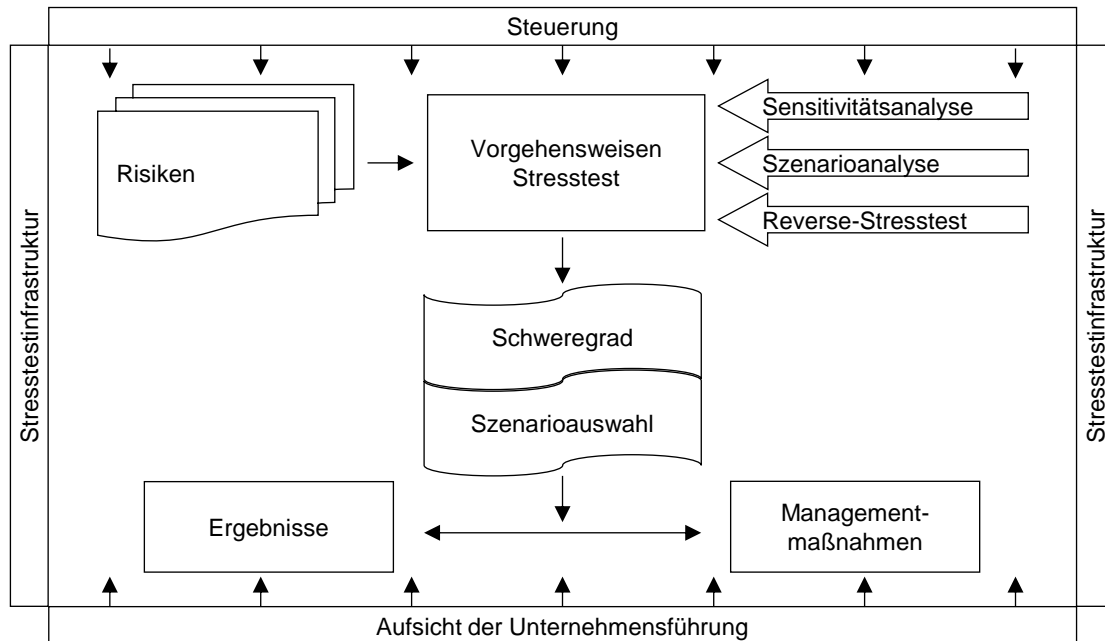 Steuerung
Stresstestinfrastruktur
Risiken
Vorgehensweisen
Stresstest
Sensitivitätsanalyse
Szenarioanalyse
Reverse-Stresstest
Stresstestinfrastruktur
Schweregrad
Szenarioauswahl
Ergebnisse
Management-
maßnahmen
Aufsicht der Unternehmensführung